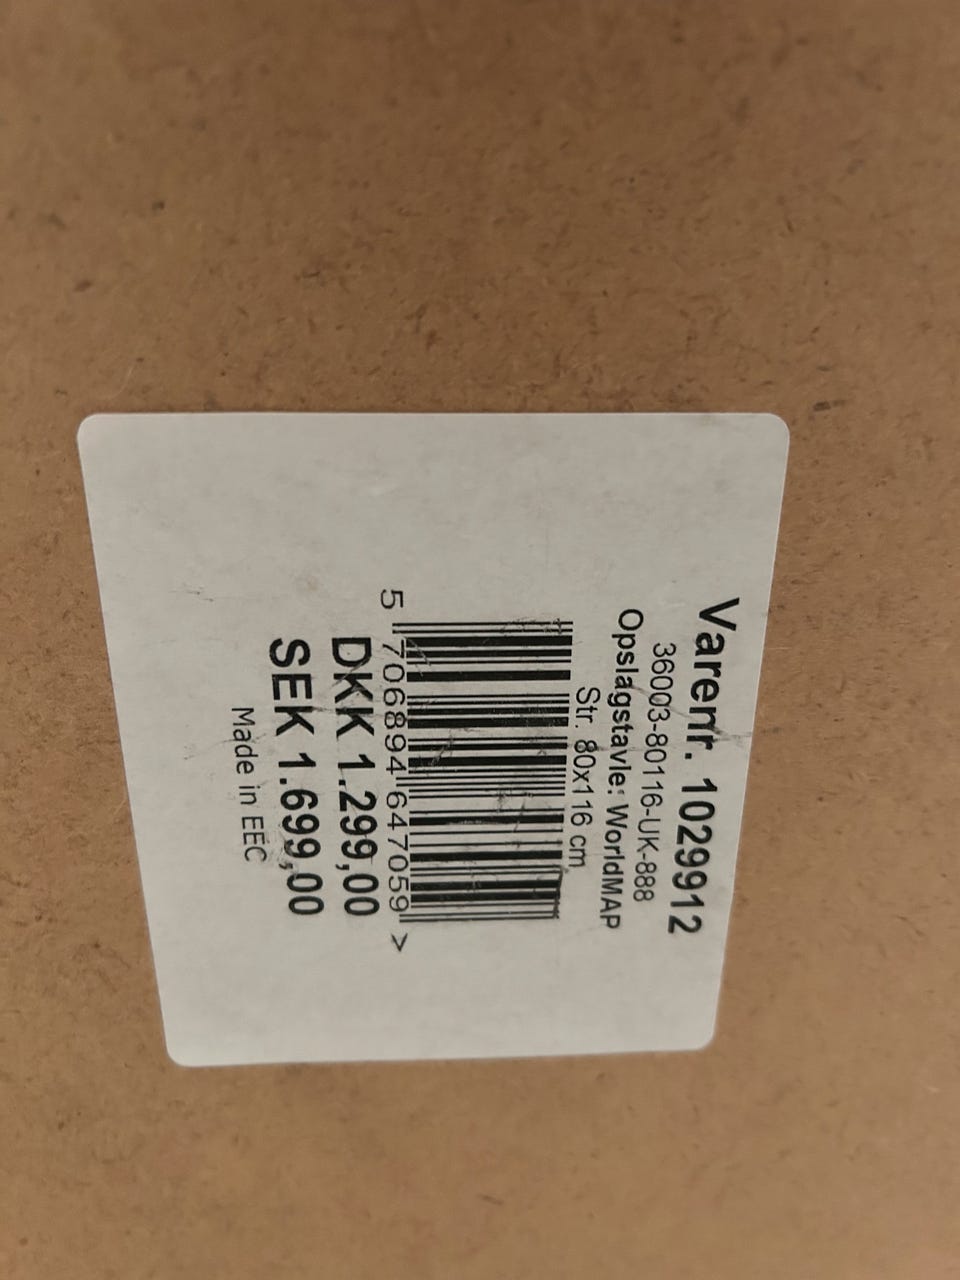 Varenr. 1029912
36003-80116-UK-888
Opslagstavle: WorldMAP
Str. 80x116 cm
5 706894 647059 >
DKK 1.299,00
SEK 1.699,00
Made in EEC